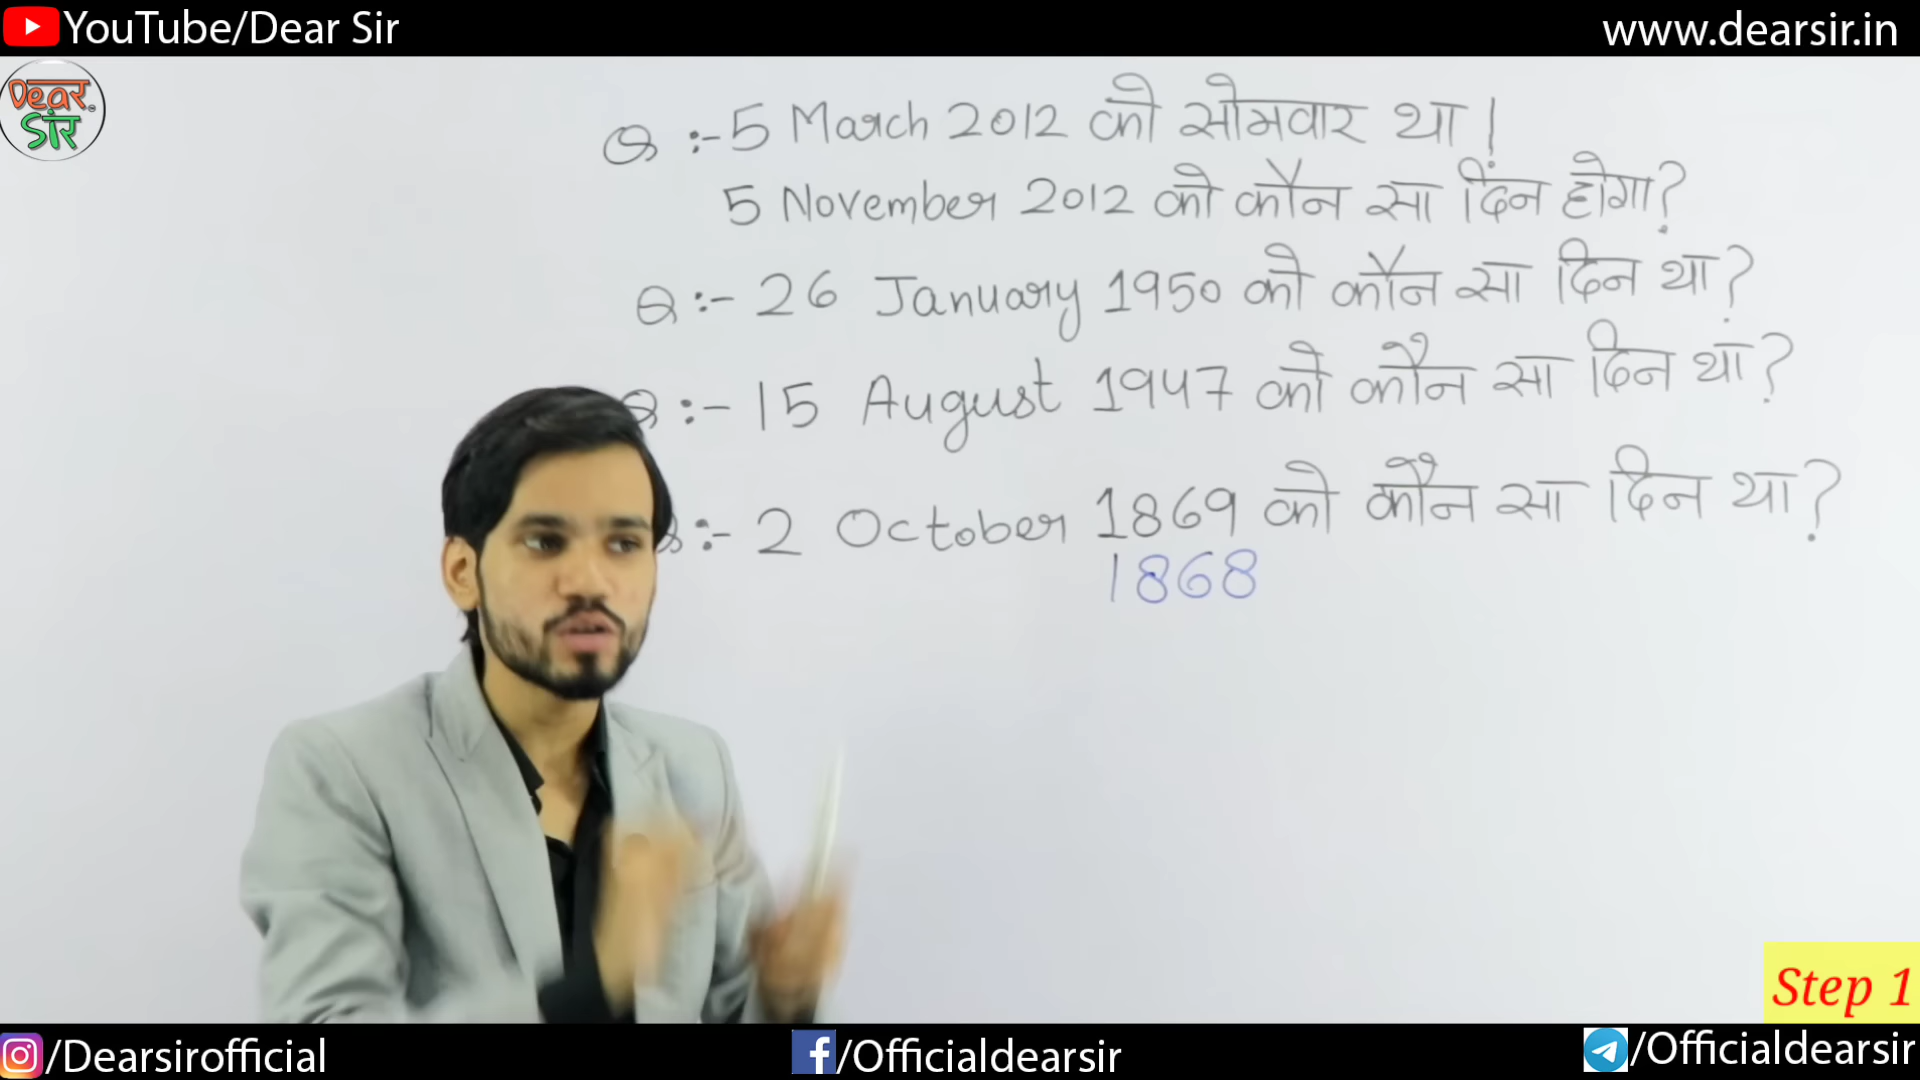 YouTube/Dear Sir
www.dearsir.in
Dear
सर
Q :- 5 March 2012 को सोमवार था।
5 November 2012 को कौन सा दिन होगा?
Q :- 26 January 1950 को कौन सा दिन था?
Q :- 15 August 1947 को कौन सा दिन था?
:- 2 October 1869 को कौन सा दिन था?
1868
Step 1
/Dearsirofficial
/Officialdearsir
/Officialdearsir